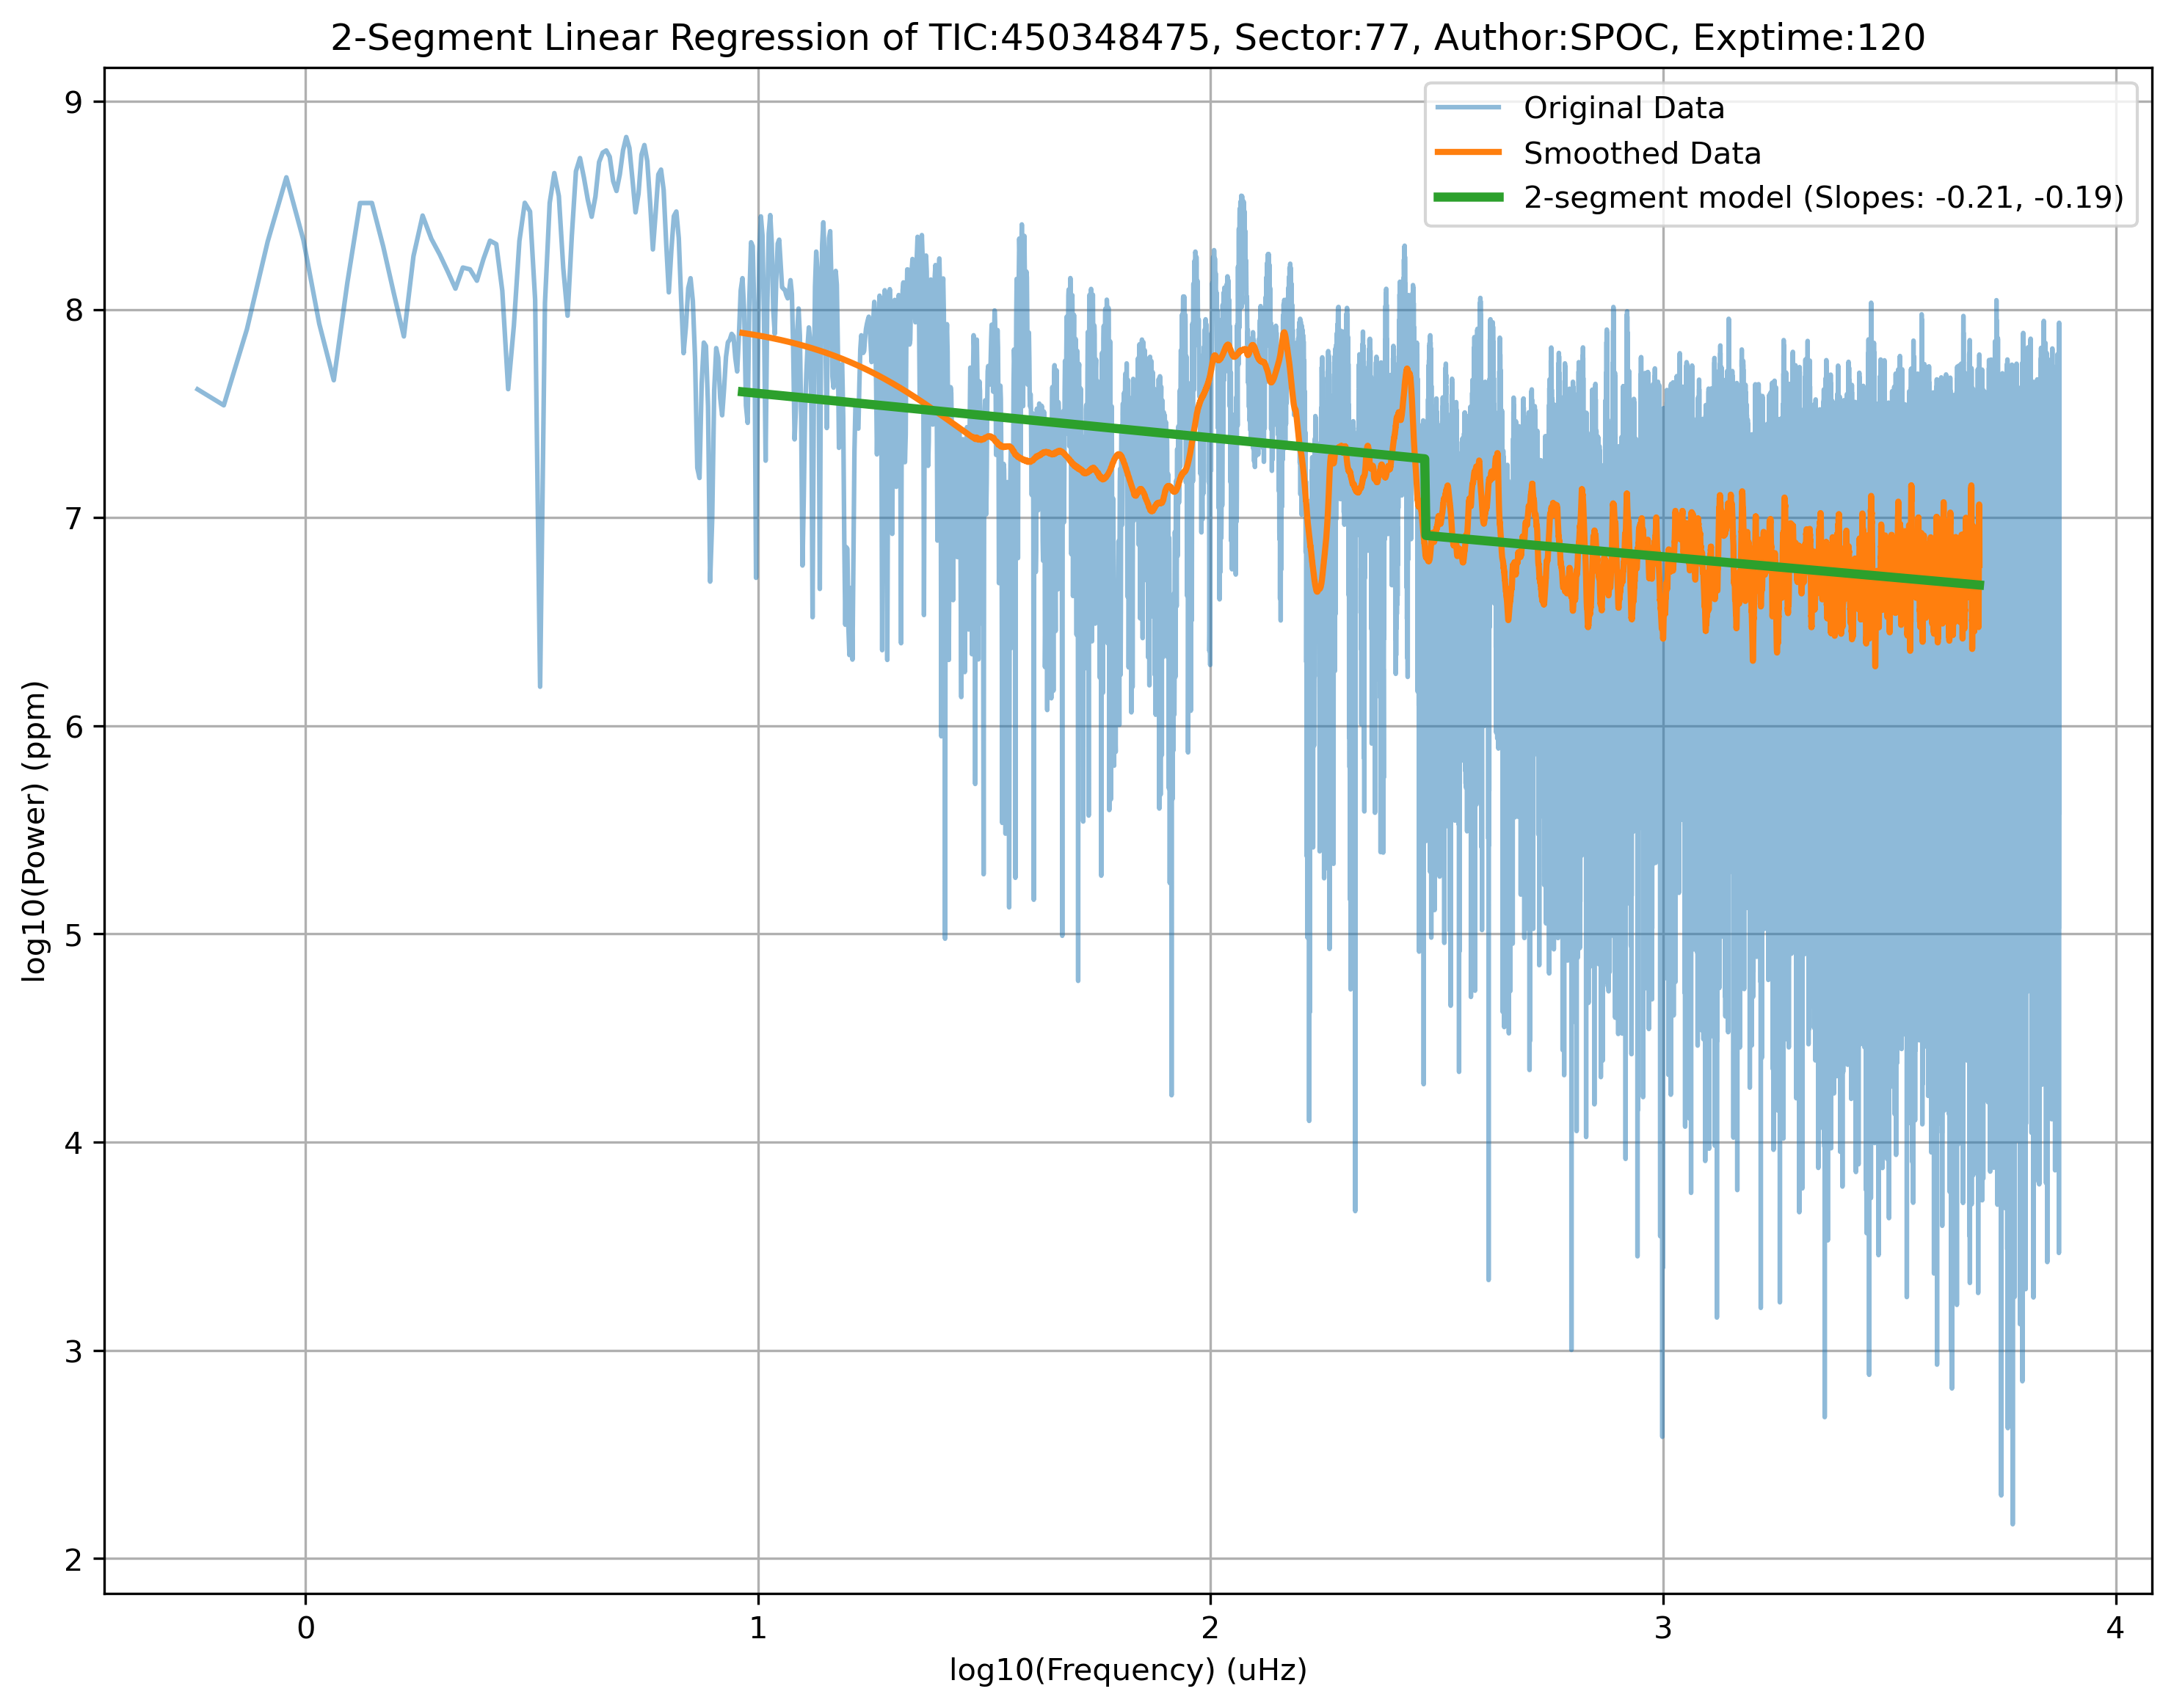 2-Segment Linear Regression of TIC:450348475, Sector:77, Author:SPOC, Exptime:120
Original Data
Smoothed Data
2-segment model (Slopes: -0.21, -0.19)
log10(Power) (ppm)
9
8
7
6
5
4
3
2
0 1 2 3 4
log10(Frequency) (uHz)